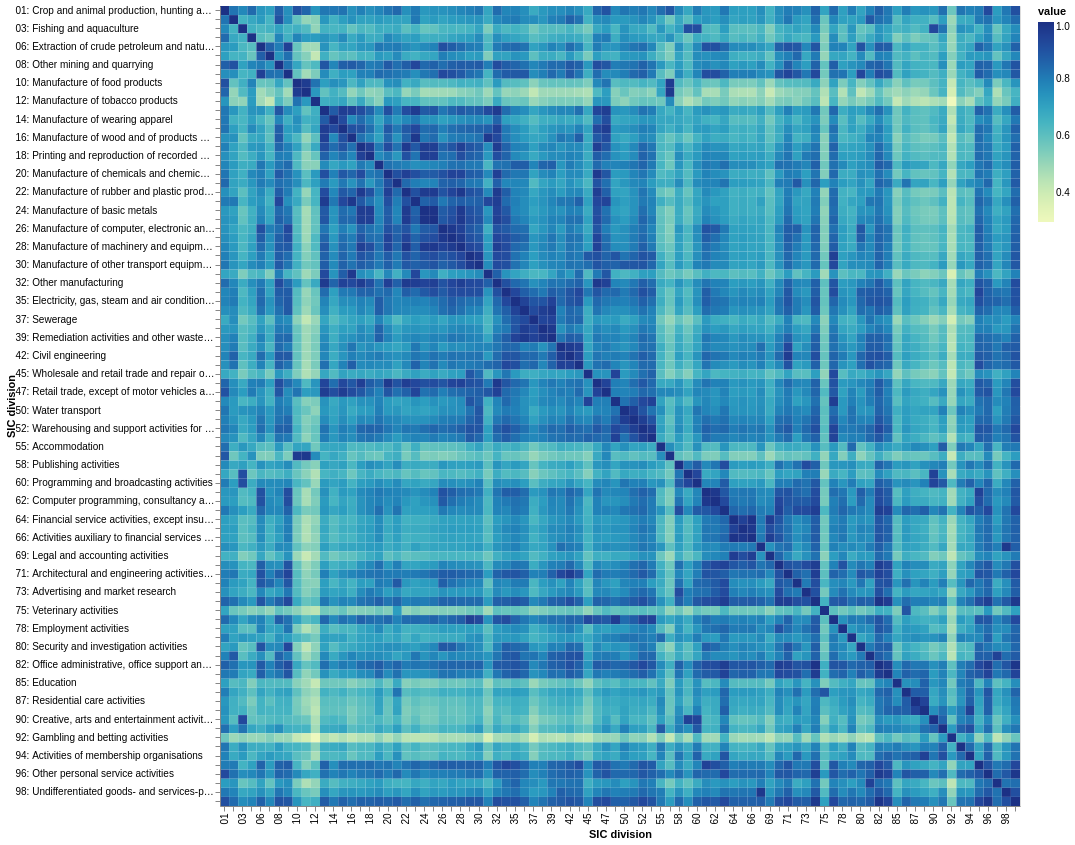 01: Crop and animal production, hunting a…
03: Fishing and aquaculture
06: Extraction of crude petroleum and natu…
08: Other mining and quarrying
10: Manufacture of food products
12: Manufacture of tobacco products
14: Manufacture of wearing apparel
16: Manufacture of wood and of products …
18: Printing and reproduction of recorded …
20: Manufacture of chemicals and chemic…
22: Manufacture of rubber and plastic prod…
24: Manufacture of basic metals
26: Manufacture of computer, electronic an…
28: Manufacture of machinery and equipm…
30: Manufacture of other transport equipm…
32: Other manufacturing
35: Electricity, gas, steam and air condition…
37: Sewerage
39: Remediation activities and other waste…
42: Civil engineering
45: Wholesale and retail trade and repair o…
47: Retail trade, except of motor vehicles a…
50: Water transport
52: Warehousing and support activities for …
55: Accommodation
58: Publishing activities
60: Programming and broadcasting activities
62: Computer programming, consultancy a…
64: Financial service activities, except insu…
66: Activities auxiliary to financial services …
69: Legal and accounting activities
71: Architectural and engineering activities…
73: Advertising and market research
75: Veterinary activities
78: Employment activities
80: Security and investigation activities
82: Office administrative, office support an…
85: Education
87: Residential care activities
90: Creative, arts and entertainment activit…
92: Gambling and betting activities
94: Activities of membership organisations
96: Other personal service activities
98: Undifferentiated goods- and services-p…
SIC division
01 03 06 08 10 12 14 16 18 20 22 24 26 28 30 32 35 37 39 42 45 47 50 52 55 58 60 62 64 66 69 71 73 75 78 80 82 85 87 90 92 94 96 98
SIC division
value
1.0
0.8
0.6
0.4